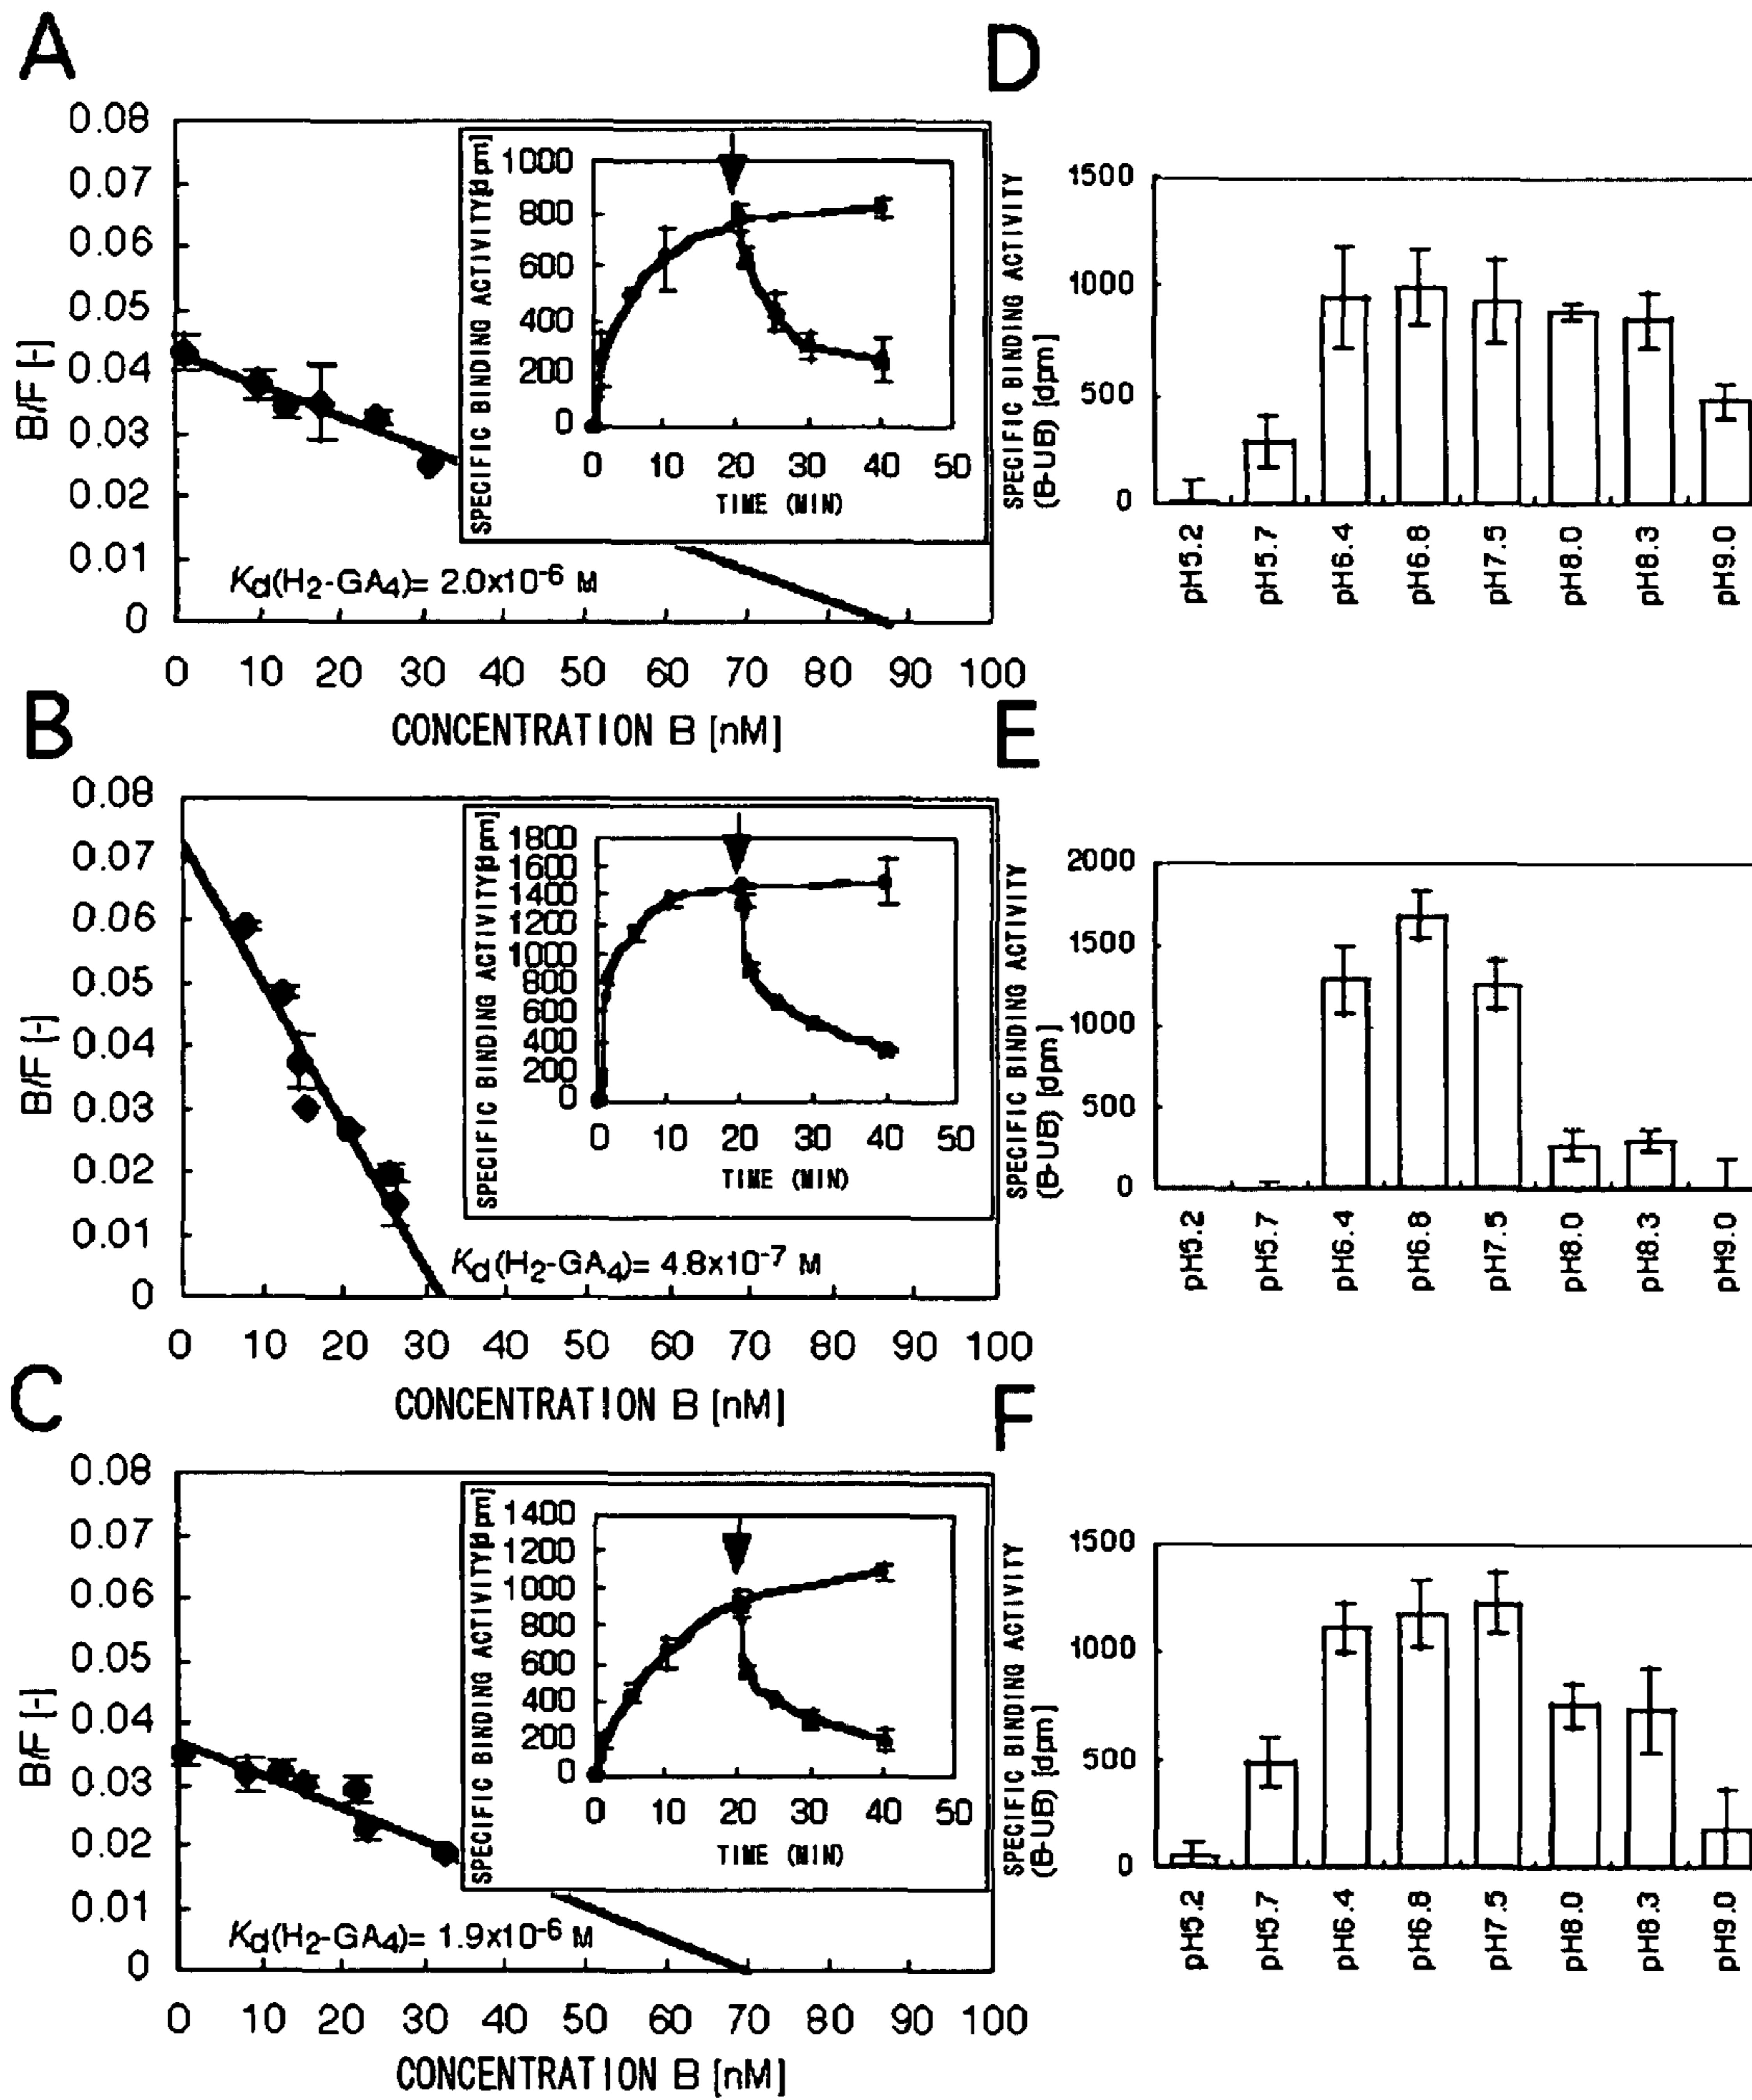 A
0.08
0.07
0.06
0.05
0.04
0.03
0.02
0.01
0
B/F [-]
0 10 20 30 40 50 60 70 80 90 100
CONCENTRATION B [nM]
Kd(H2-GA4)= 2.0x10-6 M
SPECIFIC BINDING ACTIVITY[dpm]
1000
800
600
400
200
0
0 10 20 30 40 50
TIME (MIN)
D
SPECIFIC BINDING ACTIVITY
(B-UB) [dpm]
1500
1000
500
0
pH5.2 pH5.7 pH6.4 pH6.8 pH7.5 pH8.0 pH8.3 pH9.0
B
0.08
0.07
0.06
0.05
0.04
0.03
0.02
0.01
0
B/F [-]
0 10 20 30 40 50 60 70 80 90 100
CONCENTRATION B [nM]
Kd(H2-GA4)= 4.8x10-7 M
SPECIFIC BINDING ACTIVITY[dpm]
1800
1600
1400
1200
1000
800
600
400
200
0
0 10 20 30 40 50
TIME (MIN)
E
SPECIFIC BINDING ACTIVITY
(B-UB) [dpm]
2000
1500
1000
500
0
pH5.2 pH5.7 pH6.4 pH6.8 pH7.5 pH8.0 pH8.3 pH9.0
C
0.08
0.07
0.06
0.05
0.04
0.03
0.02
0.01
0
B/F [-]
0 10 20 30 40 50 60 70 80 90 100
CONCENTRATION B [nM]
Kd(H2-GA4)= 1.9x10-6 M
SPECIFIC BINDING ACTIVITY[dpm]
1400
1200
1000
800
600
400
200
0
0 10 20 30 40 50
TIME (MIN)
F
SPECIFIC BINDING ACTIVITY
(B-UB) [dpm]
1500
1000
500
0
pH5.2 pH5.7 pH6.4 pH6.8 pH7.5 pH8.0 pH8.3 pH9.0